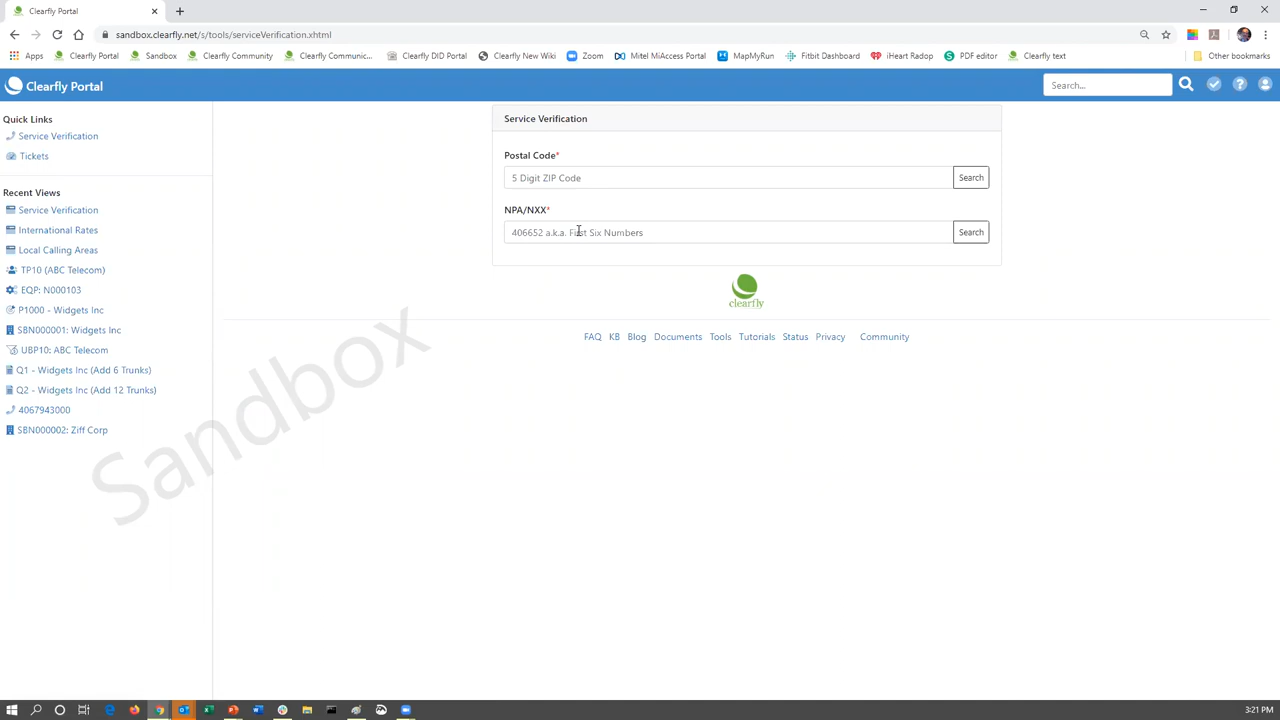 Clearfly Portal
sandbox.clearfly.net/s/tools/serviceVerification.xhtml
Apps Clearfly Portal Sandbox Clearfly Community Clearfly Communic... Clearfly DID Portal Clearfly New Wiki Zoom Mitel MiAccess Portal MapMyRun Fitbit Dashboard iHeart Radop PDF editor Clearfly text Other bookmarks
Clearfly Portal Search...
Quick Links
Service Verification
Tickets
Recent Views
Service Verification
International Rates
Local Calling Areas
TP10 (ABC Telecom)
EQP: N000103
P1000 - Widgets Inc
SBN000001: Widgets Inc
UBP10: ABC Telecom
Q1 - Widgets Inc (Add 6 Trunks)
Q2 - Widgets Inc (Add 12 Trunks)
4067943000
SBN000002: Ziff Corp
Service Verification
Postal Code*
5 Digit ZIP Code Search
NPA/NXX*
406652 a.k.a. First Six Numbers Search
clearfly
FAQ KB Blog Documents Tools Tutorials Status Privacy Community
Sandbox
3:21 PM